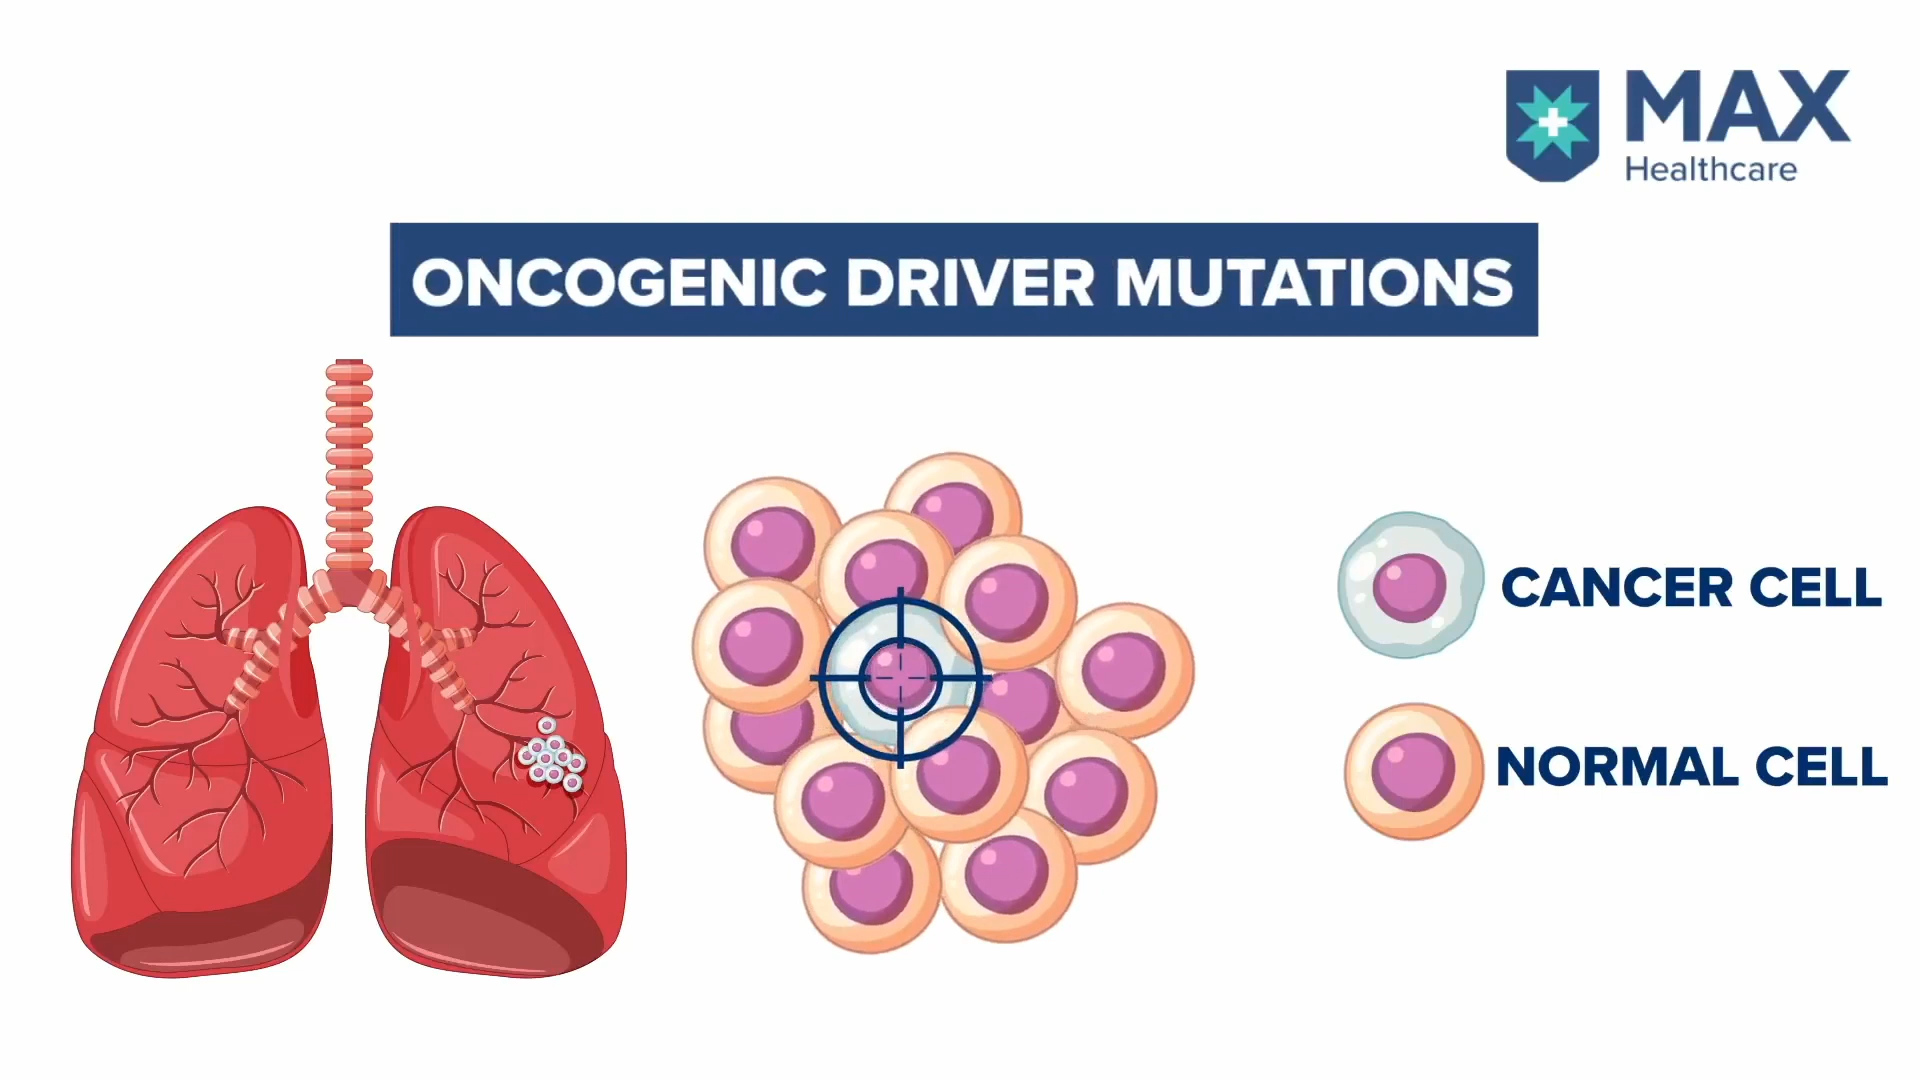 MAX
Healthcare
ONCOGENIC DRIVER MUTATIONS
CANCER CELL
NORMAL CELL